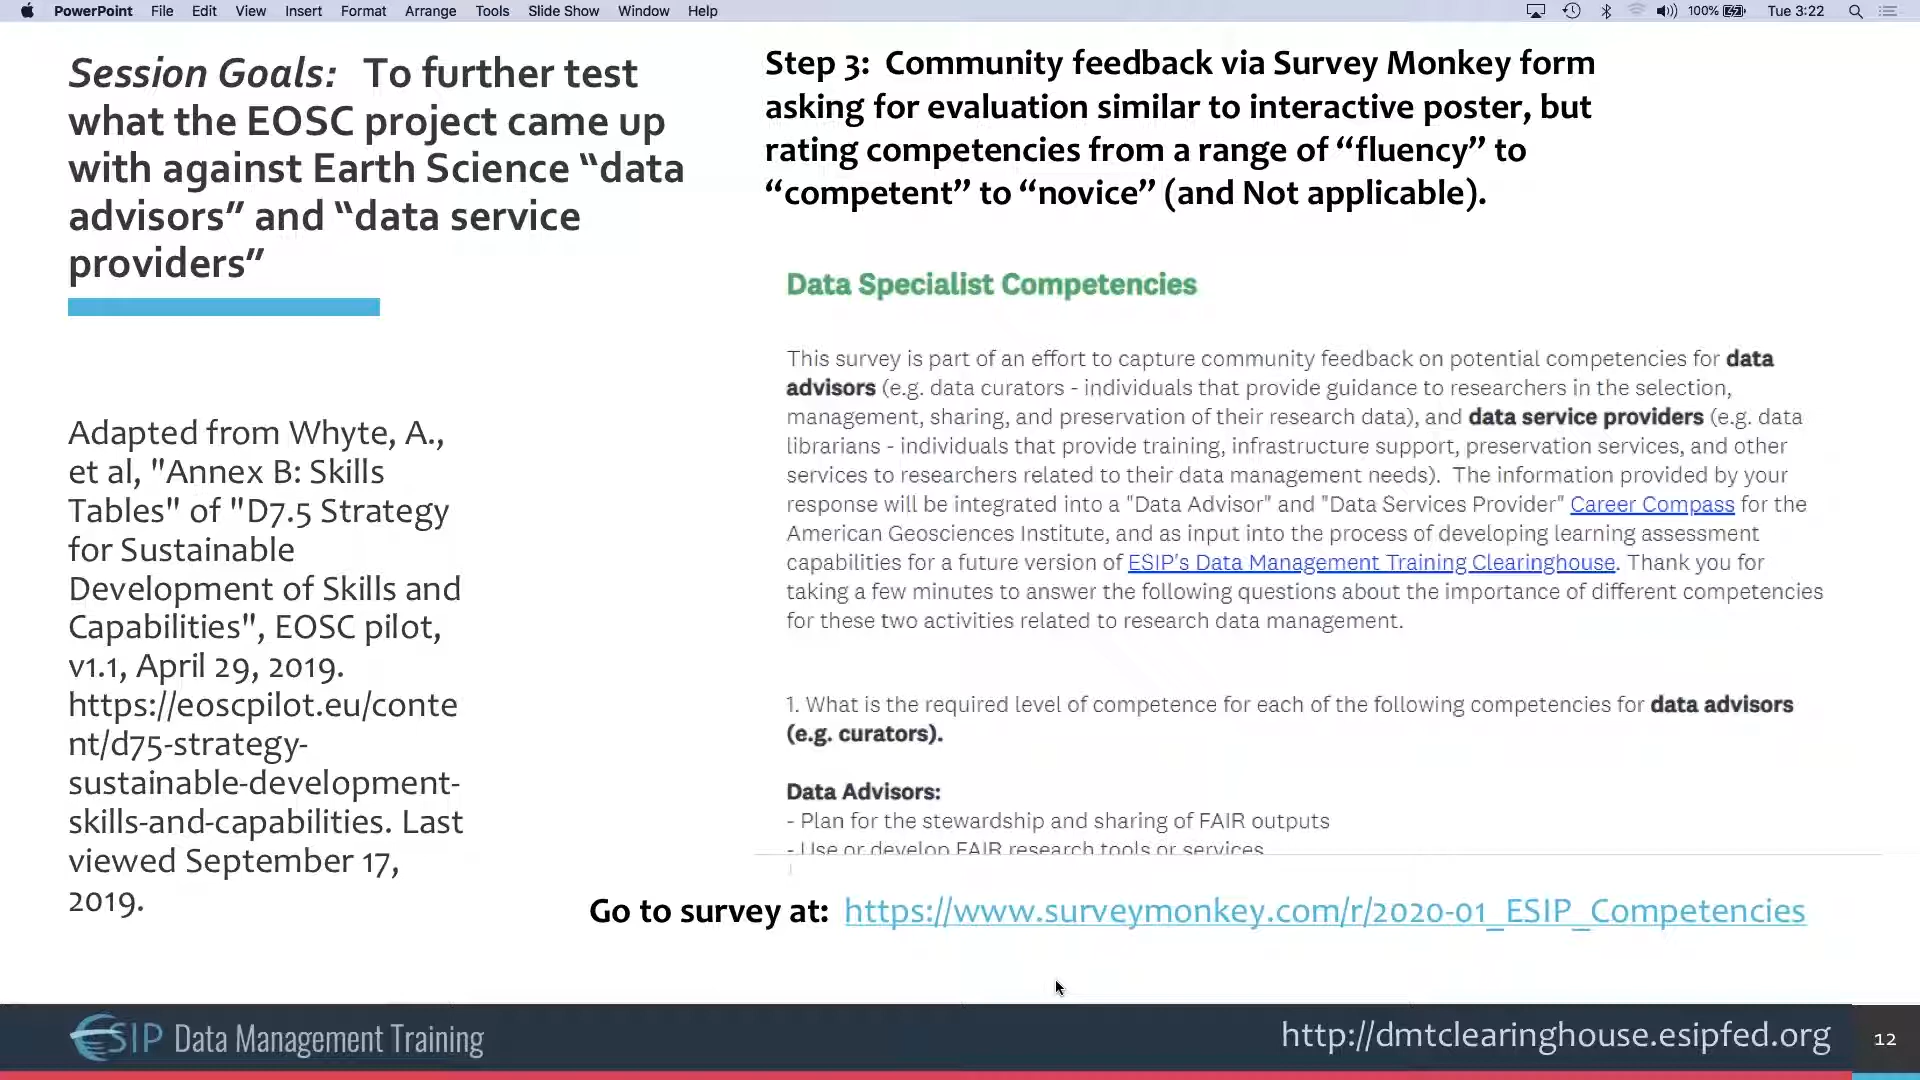 PowerPoint File Edit View Insert Format Arrange Tools Slide Show Window Help 100% Tue 3:22
Session Goals: To further test
what the EOSC project came up
with against Earth Science “data
advisors” and “data service
providers”
Adapted from Whyte, A.,
et al, "Annex B: Skills
Tables" of "D7.5 Strategy
for Sustainable
Development of Skills and
Capabilities", EOSC pilot,
v1.1, April 29, 2019.
https://eoscpilot.eu/conte
nt/d75-strategy-
sustainable-development-
skills-and-capabilities. Last
viewed September 17,
2019.
Step 3: Community feedback via Survey Monkey form
asking for evaluation similar to interactive poster, but
rating competencies from a range of “fluency” to
“competent” to “novice” (and Not applicable).
Data Specialist Competencies
This survey is part of an effort to capture community feedback on potential competencies for data
advisors (e.g. data curators - individuals that provide guidance to researchers in the selection,
management, sharing, and preservation of their research data), and data service providers (e.g. data
librarians - individuals that provide training, infrastructure support, preservation services, and other
services to researchers related to their data management needs). The information provided by your
response will be integrated into a "Data Advisor" and "Data Services Provider" Career Compass for the
American Geosciences Institute, and as input into the process of developing learning assessment
capabilities for a future version of ESIP's Data Management Training Clearinghouse. Thank you for
taking a few minutes to answer the following questions about the importance of different competencies
for these two activities related to research data management.
1. What is the required level of competence for each of the following competencies for data advisors
(e.g. curators).
Data Advisors:
- Plan for the stewardship and sharing of FAIR outputs
- Use or develop FAIR research tools or services
Go to survey at: https://www.surveymonkey.com/r/2020-01_ESIP_Competencies
ESIP Data Management Training
http://dmtclearinghouse.esipfed.org
12